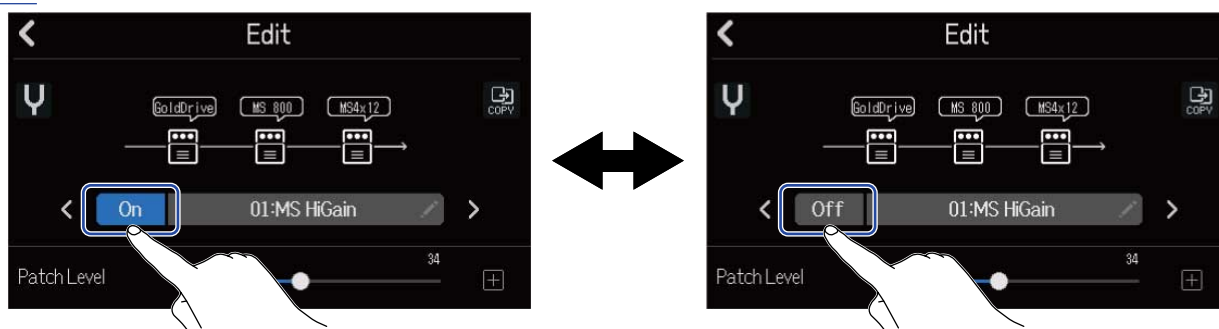 Edit
COPY
GoldDrive MS 800 MS4x12
On 01:MS HiGain
34
Patch Level
Edit
COPY
GoldDrive MS 800 MS4x12
Off 01:MS HiGain
34
Patch Level